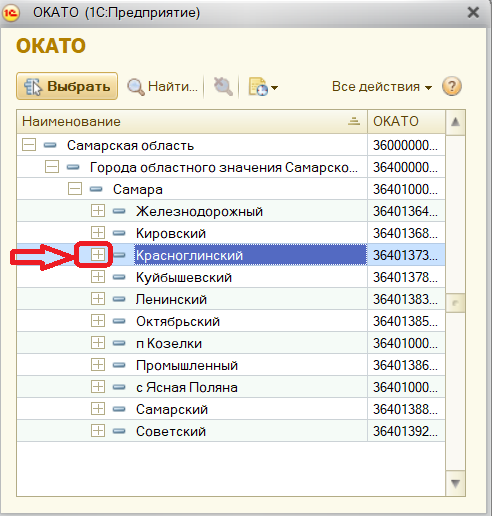 1С ОКАТО (1С:Предприятие)
ОКАТО
Выбрать Найти... Все действия ?
Наименование ОКАТО
Самарская область 36000000...
Города областного значения Самарско... 36400000...
Самара 36401000...
Железнодорожный 36401364...
Кировский 36401368...
Красноглинский 36401373...
Куйбышевский 36401378...
Ленинский 36401383...
Октябрьский 36401385...
п Козелки 36401000...
Промышленный 36401386...
с Ясная Поляна 36401000...
Самарский 36401388...
Советский 36401392...